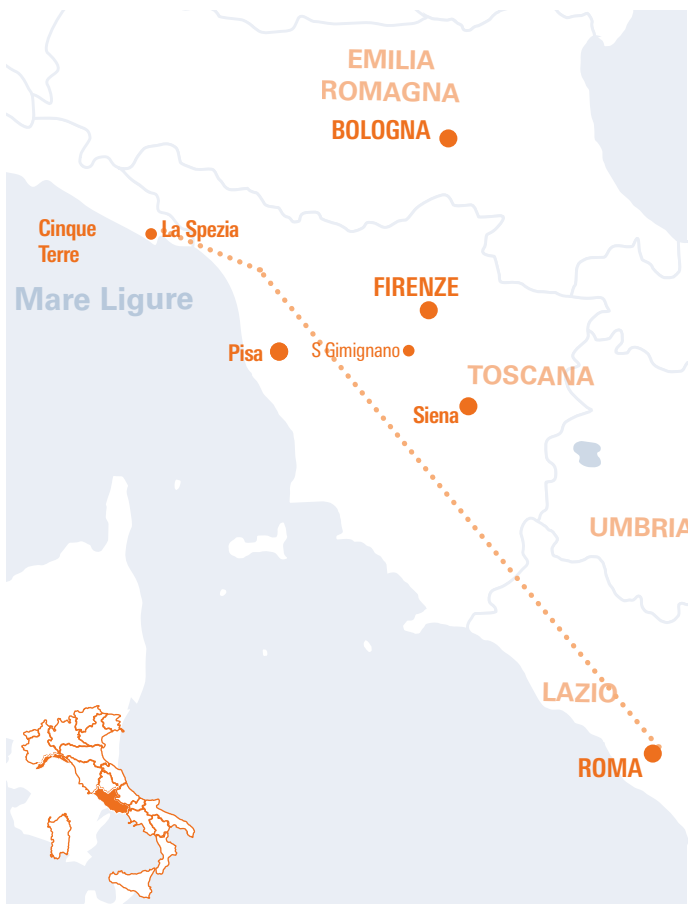 EMILIA
ROMAGNA
BOLOGNA
Cinque
Terre
La Spezia
Mare Ligure
FIRENZE
Pisa
S Gimignano
TOSCANA
Siena
UMBRIA
LAZIO
ROMA